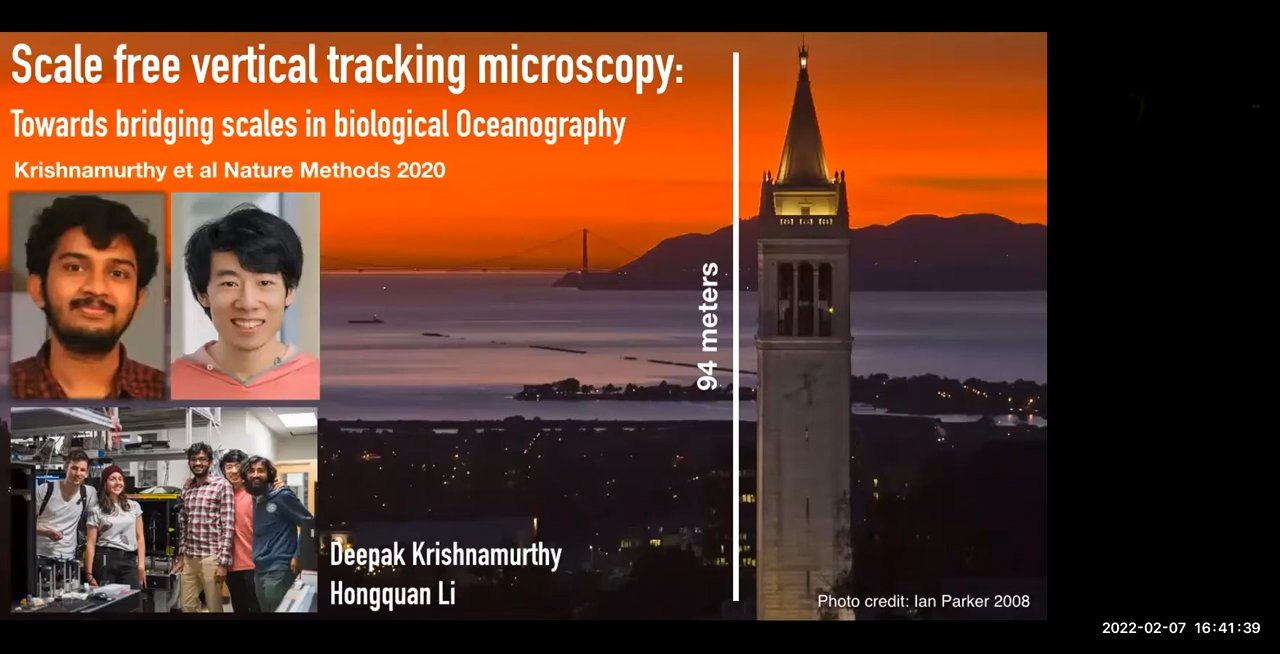 Scale free vertical tracking microscopy:
Towards bridging scales in biological Oceanography
Krishnamurthy et al Nature Methods 2020
94 meters
Deepak Krishnamurthy
Hongquan Li
Photo credit: Ian Parker 2008
2022-02-07 16:41:39